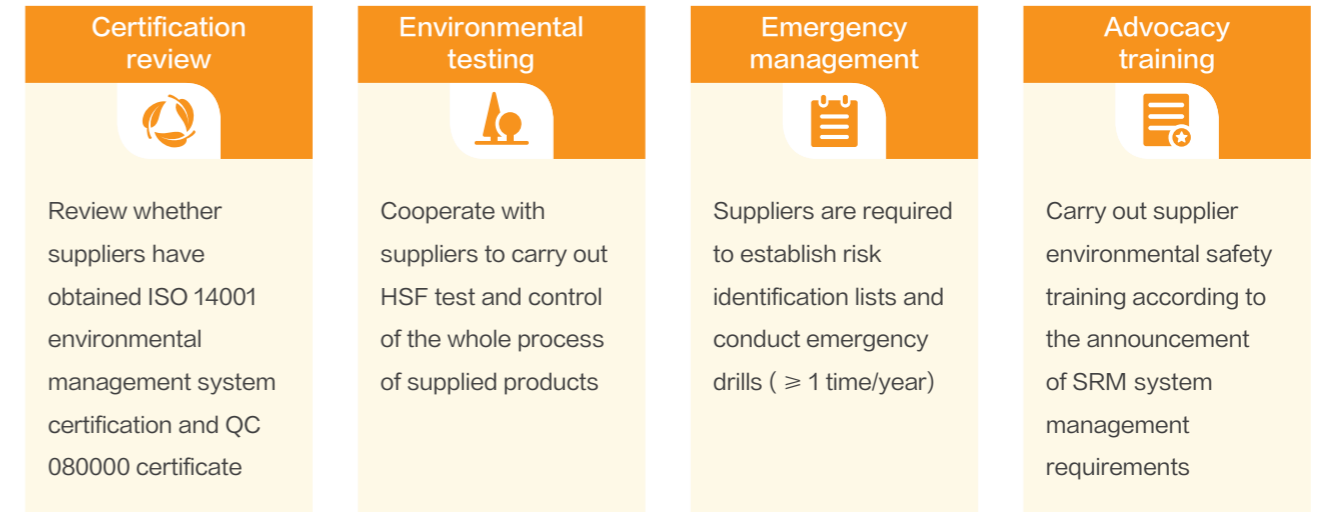 Certification
review
Review whether
suppliers have
obtained ISO 14001
environmental
management system
certification and QC
080000 certificate
Environmental
testing
Cooperate with
suppliers to carry out
HSF test and control
of the whole process
of supplied products
Emergency
management
Suppliers are required
to establish risk
identification lists and
conduct emergency
drills ( ⩾ 1 time/year)
Advocacy
training
Carry out supplier
environmental safety
training according to
the announcement
of SRM system
management
requirements